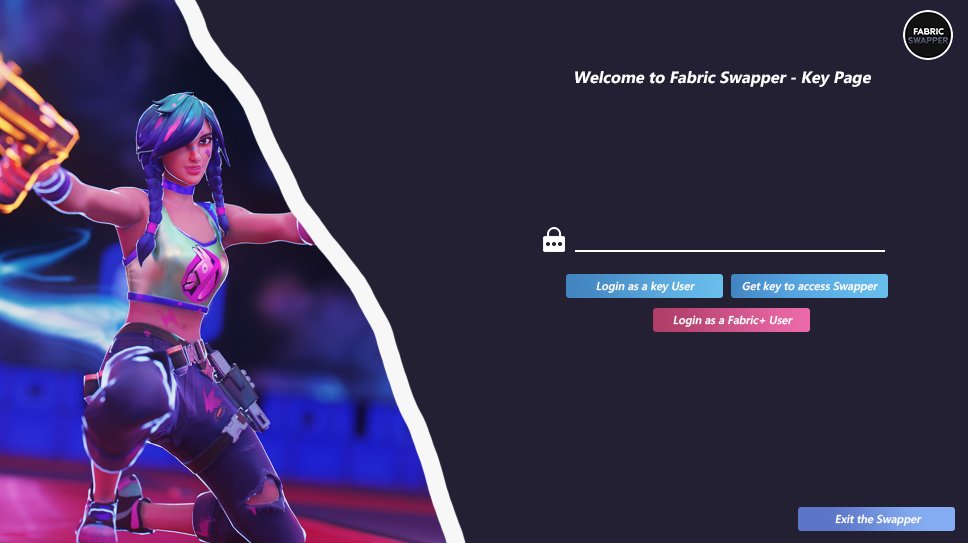 FABRIC
SWAPPER
Welcome to Fabric Swapper - Key Page
Login as a key User
Get key to access Swapper
Login as a Fabric+ User
Exit the Swapper